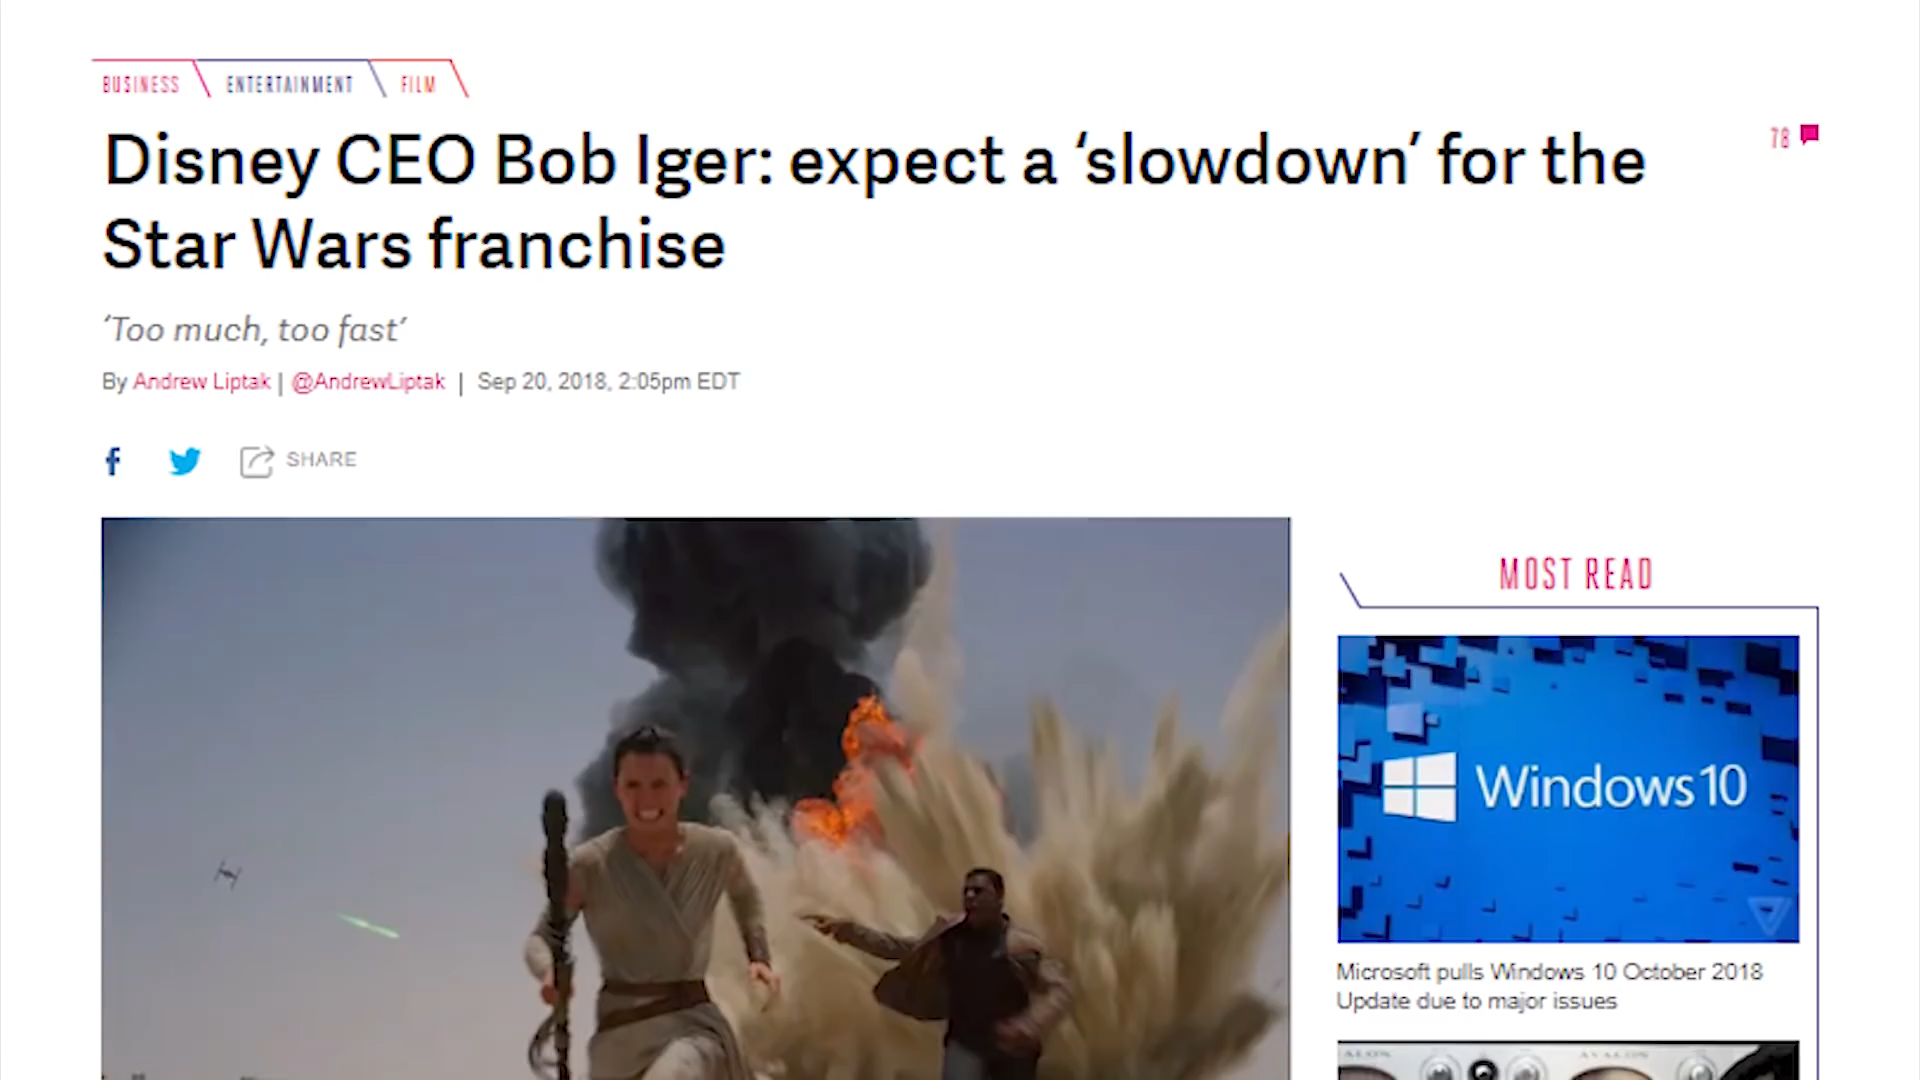 BUSINESS
ENTERTAINMENT
FILM
Disney CEO Bob Iger: expect a ‘slowdown’ for the
Star Wars franchise
78
‘Too much, too fast’
By Andrew Liptak | @AndrewLiptak | Sep 20, 2018, 2:05pm EDT
SHARE
MOST READ
Windows 10
Microsoft pulls Windows 10 October 2018
Update due to major issues
AVALON
AVALON